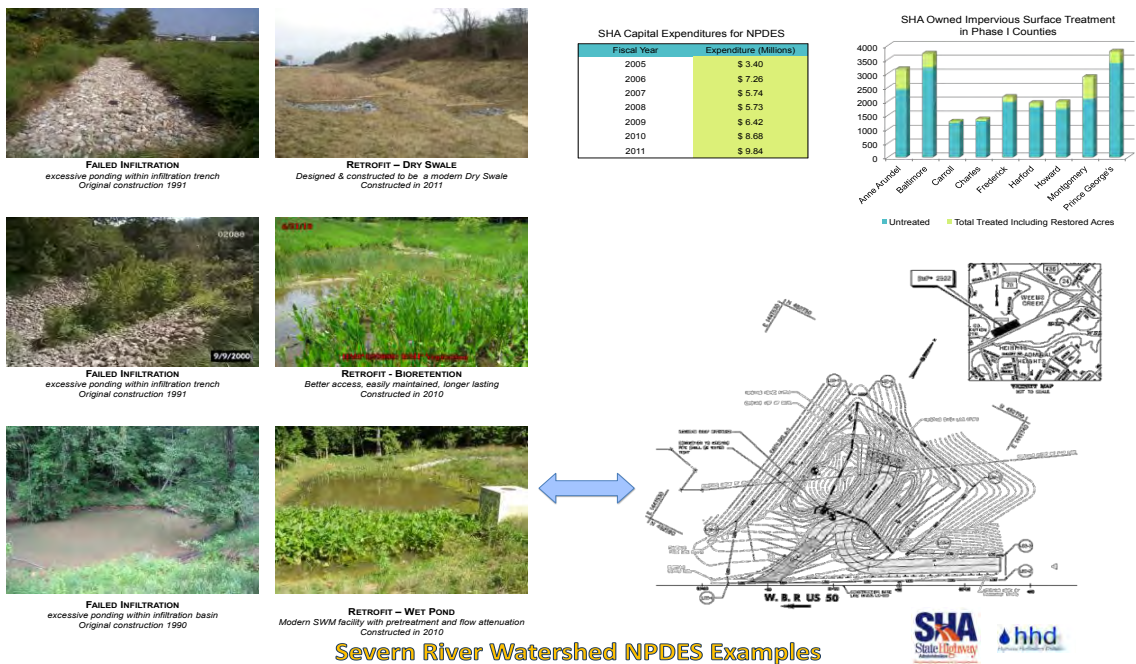 FAILED INFILTRATION
excessive ponding within infiltration trench
Original construction 1991
RETROFIT – DRY SWALE
Designed & constructed to be a modern Dry Swale
Constructed in 2011
02088
9/9/2000
FAILED INFILTRATION
excessive ponding within infiltration trench
Original construction 1991
RETROFIT - BIORETENTION
Better access, easily maintained, longer lasting
Constructed in 2010
FAILED INFILTRATION
excessive ponding within infiltration basin
Original construction 1990
RETROFIT – WET POND
Modern SWM facility with pretreatment and flow attenuation
Constructed in 2010
SHA Capital Expenditures for NPDES
Fiscal Year Expenditure (Millions)
2005 $ 3.40
2006 $ 7.26
2007 $ 5.74
2008 $ 5.73
2009 $ 6.42
2010 $ 8.68
2011 $ 9.84
SHA Owned Impervious Surface Treatment
in Phase I Counties
4000
3500
3000
2500
2000
1500
1000
500
0
Anne Arundel
Baltimore
Carroll
Charles
Frederick
Harford
Howard
Montgomery
Prince George's
Untreated
Total Treated Including Restored Acres
WEEMS
CREEK
HEIGHTS
ADMIRAL
HEIGHTS
VICINITY MAP
NOT TO SCALE
W.B.R US 50
SHA
State Highway
Administration
hhd
Severn River Watershed NPDES Examples